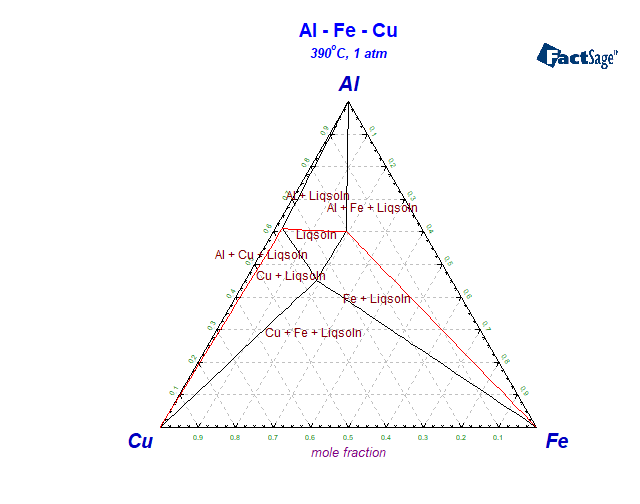 Al - Fe - Cu
390°C, 1 atm
FactSage™
Al
0.9 0.1
0.8 0.2
0.7 0.3
Al + Liqsoln
Al + Fe + Liqsoln
0.6 0.4
Liqsoln
Al + Cu + Liqsoln
0.5 0.5
Cu + Liqsoln
0.4 0.6
Fe + Liqsoln
0.3 0.7
Cu + Fe + Liqsoln
0.2 0.8
0.1 0.9
Cu Fe
0.9 0.8 0.7 0.6 0.5 0.4 0.3 0.2 0.1
mole fraction